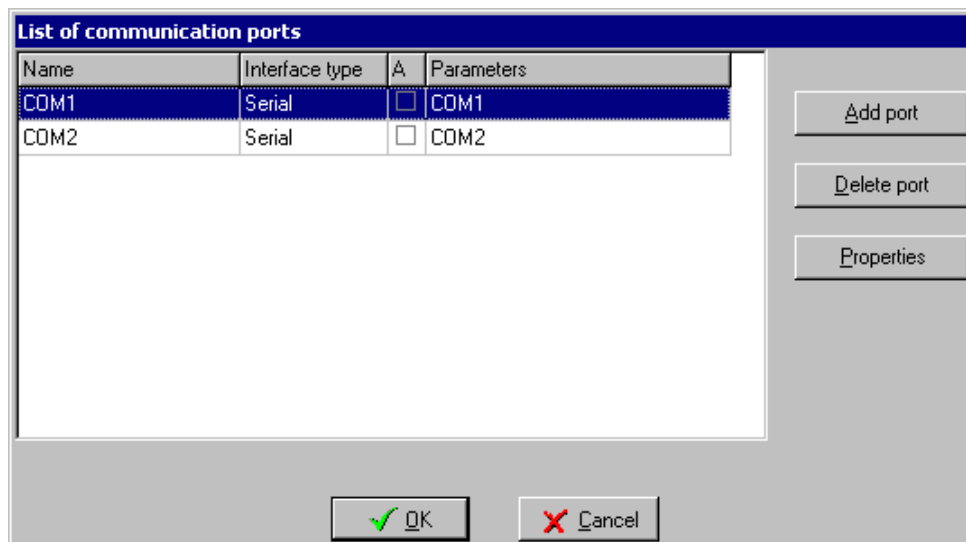 List of communication ports
Name Interface type A Parameters
COM1 Serial COM1
COM2 Serial COM2
Add port
Delete port
Properties
OK Cancel